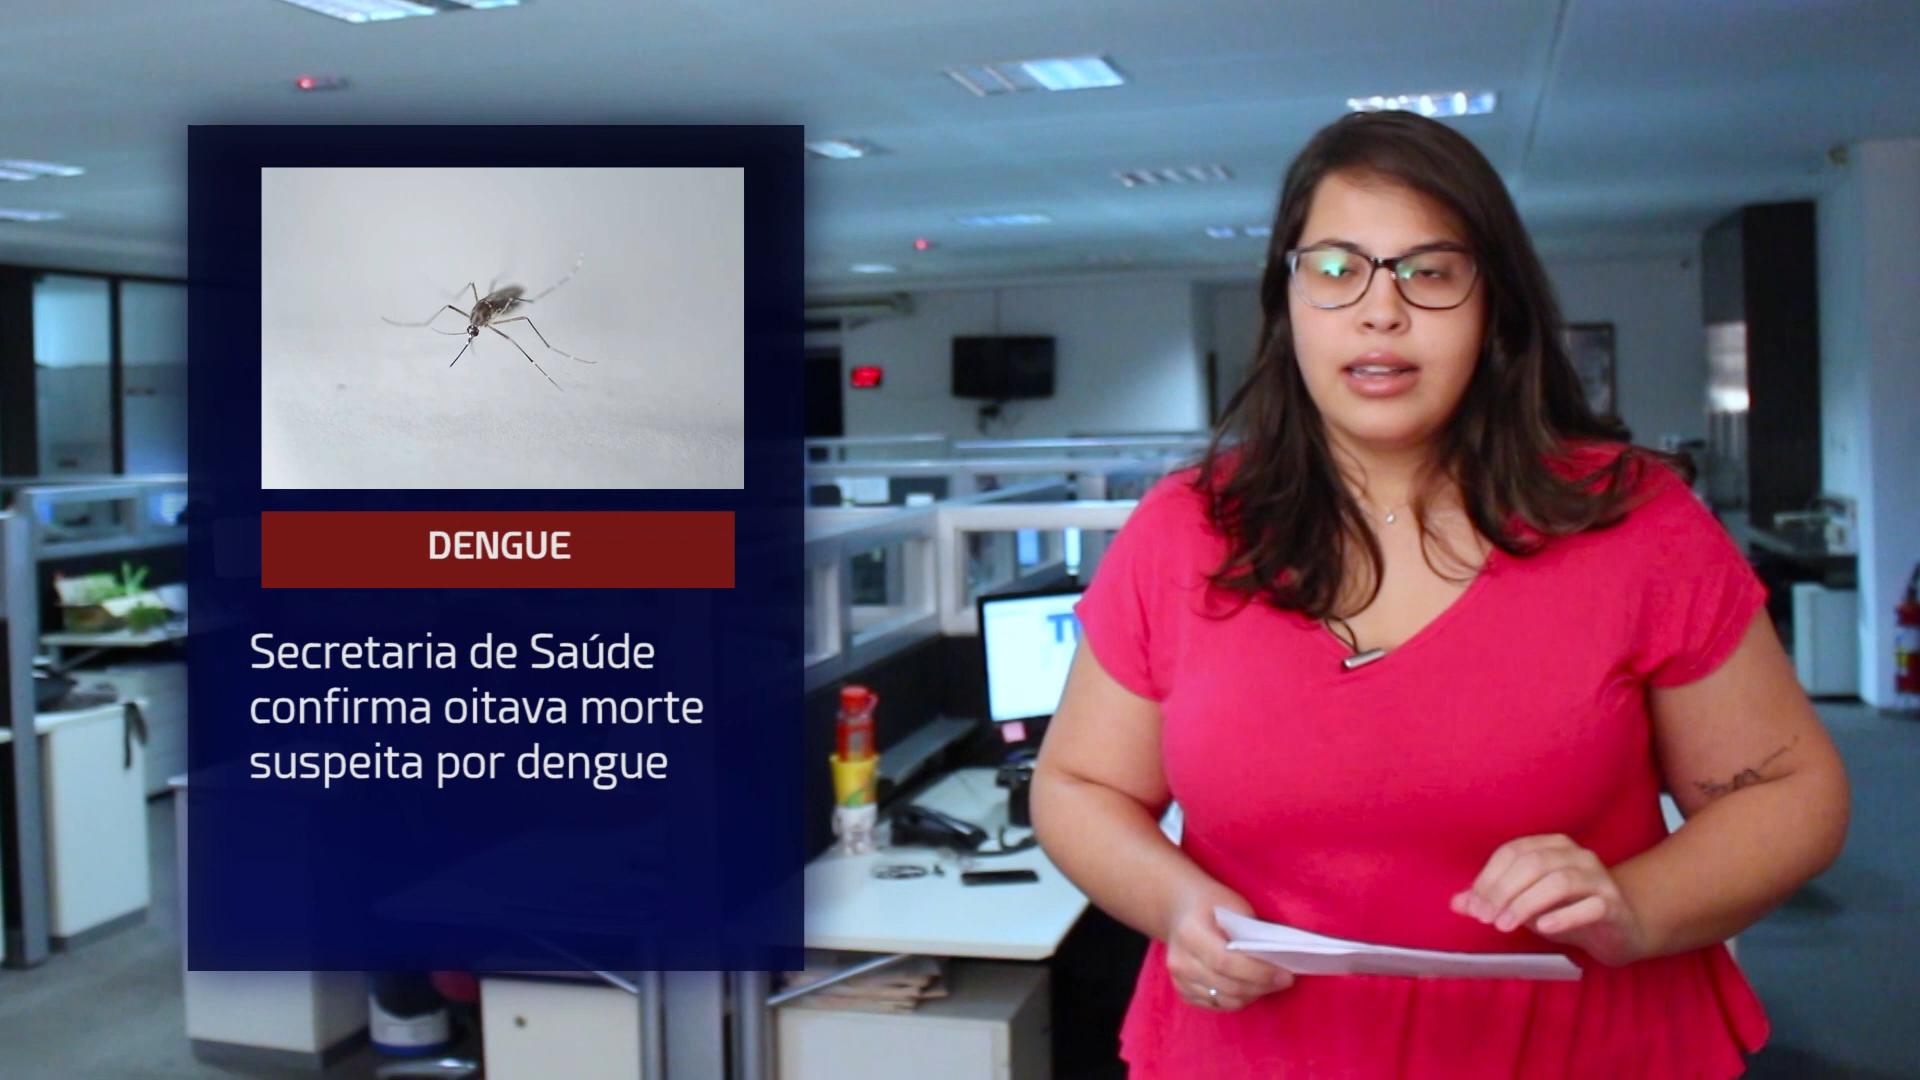 DENGUE
Secretaria de Saúde
confirma oitava morte
suspeita por dengue